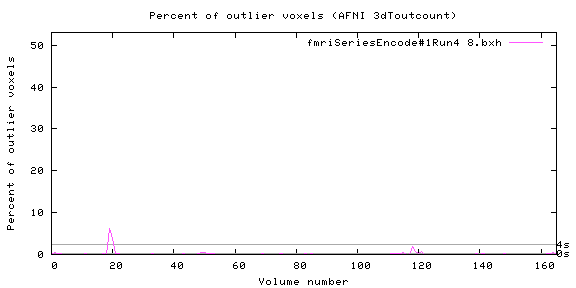 Percent of outlier voxels (AFNI 3dToutcount)
fmriSeriesEncode#1Run4 8.bxh
Percent of outlier voxels
50
40
30
20
10
0
4s
0s
0 20 40 60 80 100 120 140 160
Volume number